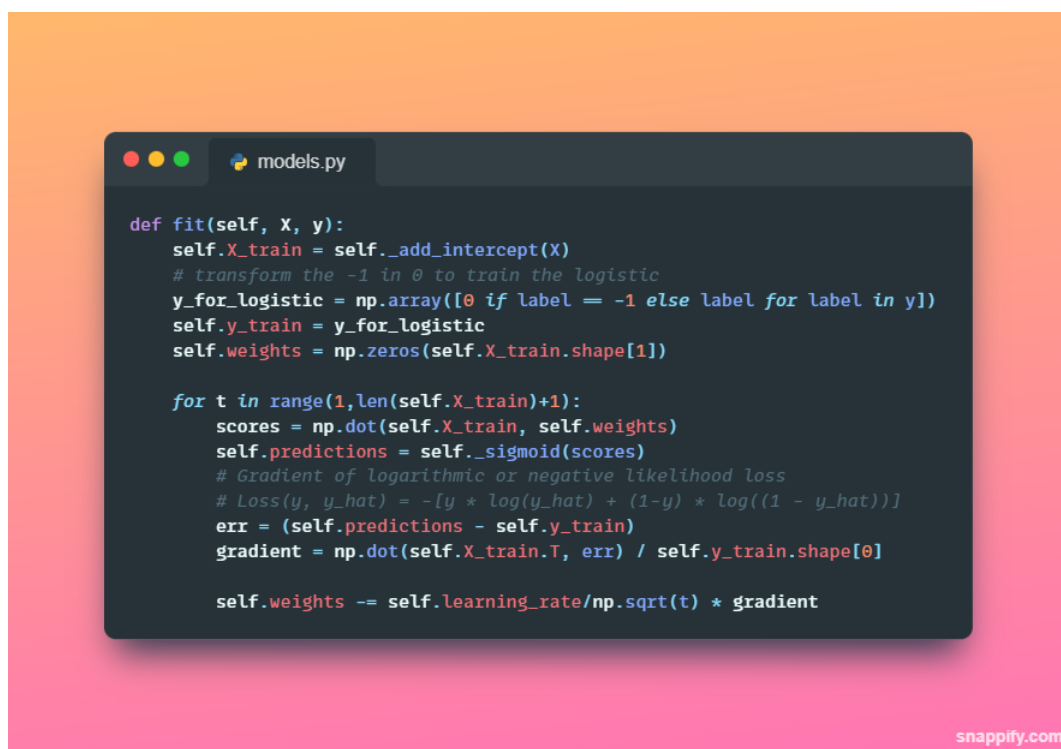 models.py
def fit(self, X, y):
    self.X_train = self._add_intercept(X)
    # transform the -1 in 0 to train the logistic
    y_for_logistic = np.array([0 if label == -1 else label for label in y])
    self.y_train = y_for_logistic
    self.weights = np.zeros(self.X_train.shape[1])

    for t in range(1,len(self.X_train)+1):
        scores = np.dot(self.X_train, self.weights)
        self.predictions = self._sigmoid(scores)
        # Gradient of logarithmic or negative likelihood loss
        # Loss(y, y_hat) = -[y * log(y_hat) + (1-y) * log((1 - y_hat))]
        err = (self.predictions - self.y_train)
        gradient = np.dot(self.X_train.T, err) / self.y_train.shape[0]

        self.weights -= self.learning_rate/np.sqrt(t) * gradient
snappify.com